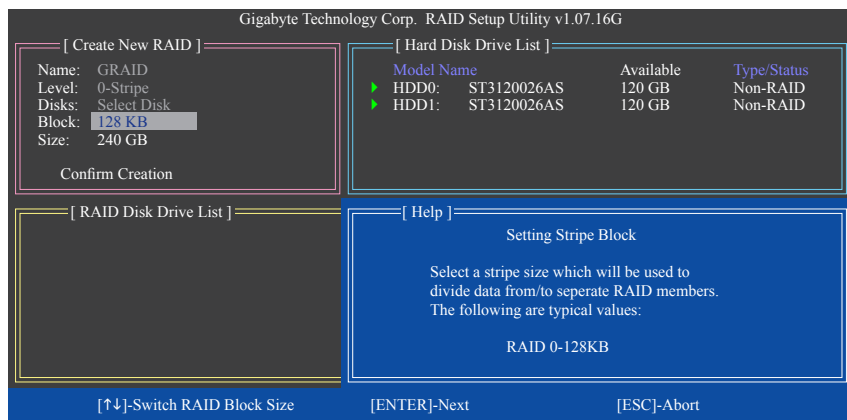 Gigabyte Technology Corp. RAID Setup Utility v1.07.16G
[ Create New RAID ]
Name: GRAID
Level: 0-Stripe
Disks: Select Disk
Block: 128 KB
Size: 240 GB
Confirm Creation
[ Hard Disk Drive List ]
Model Name Available Type/Status
HDD0: ST3120026AS 120 GB Non-RAID
HDD1: ST3120026AS 120 GB Non-RAID
[ RAID Disk Drive List ]
[ Help ]
Setting Stripe Block
Select a stripe size which will be used to
divide data from/to seperate RAID members.
The following are typical values:
RAID 0-128KB
[↑↓]-Switch RAID Block Size [ENTER]-Next [ESC]-Abort